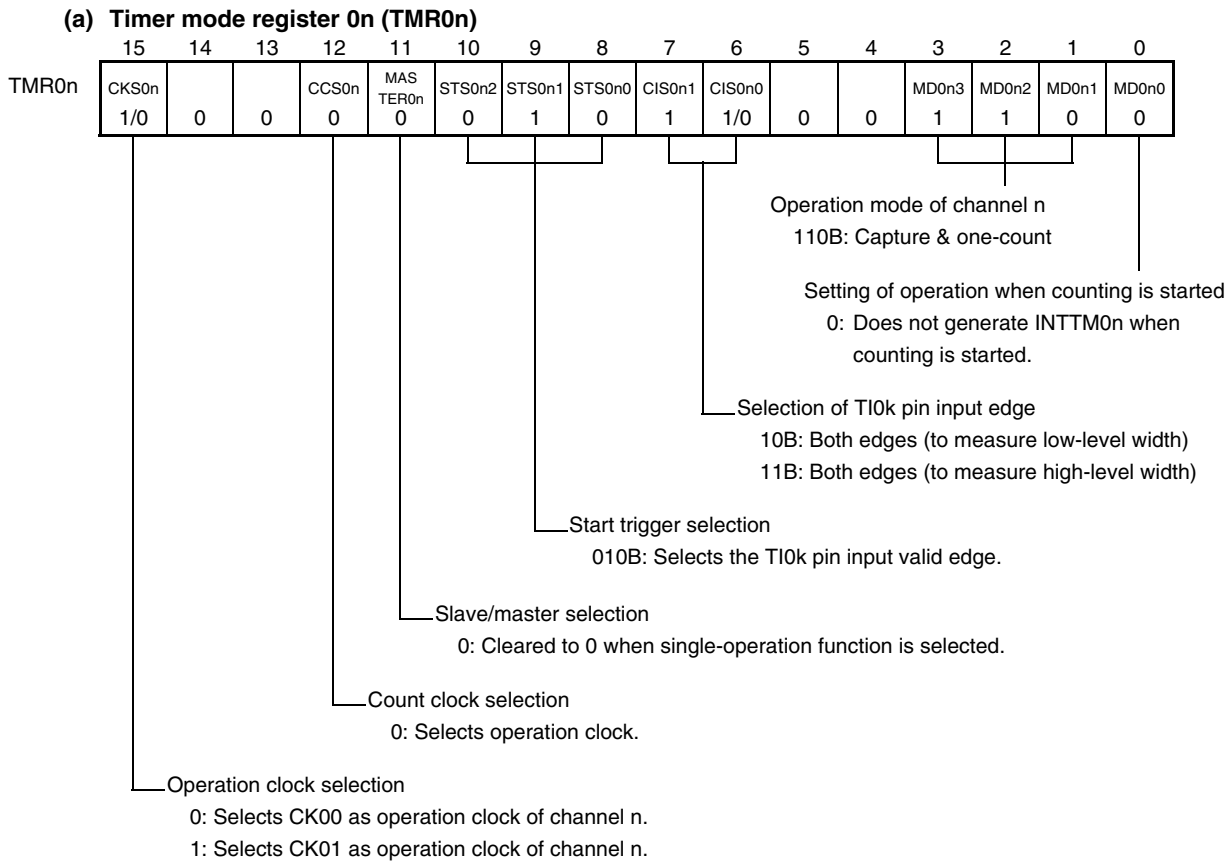 (a) Timer mode register 0n (TMR0n)
15 14 13 12 11 10 9 8 7 6 5 4 3 2 1 0
TMR0n CKS0n CCS0n MAS TER0n STS0n2 STS0n1 STS0n0 CIS0n1 CIS0n0 MD0n3 MD0n2 MD0n1 MD0n0
1/0 0 0 0 0 0 1 0 1 1/0 0 0 1 1 0 0
Operation mode of channel n
110B: Capture & one-count
Setting of operation when counting is started
0: Does not generate INTTM0n when
counting is started.
Selection of TI0k pin input edge
10B: Both edges (to measure low-level width)
11B: Both edges (to measure high-level width)
Start trigger selection
010B: Selects the TI0k pin input valid edge.
Slave/master selection
0: Cleared to 0 when single-operation function is selected.
Count clock selection
0: Selects operation clock.
Operation clock selection
0: Selects CK00 as operation clock of channel n.
1: Selects CK01 as operation clock of channel n.